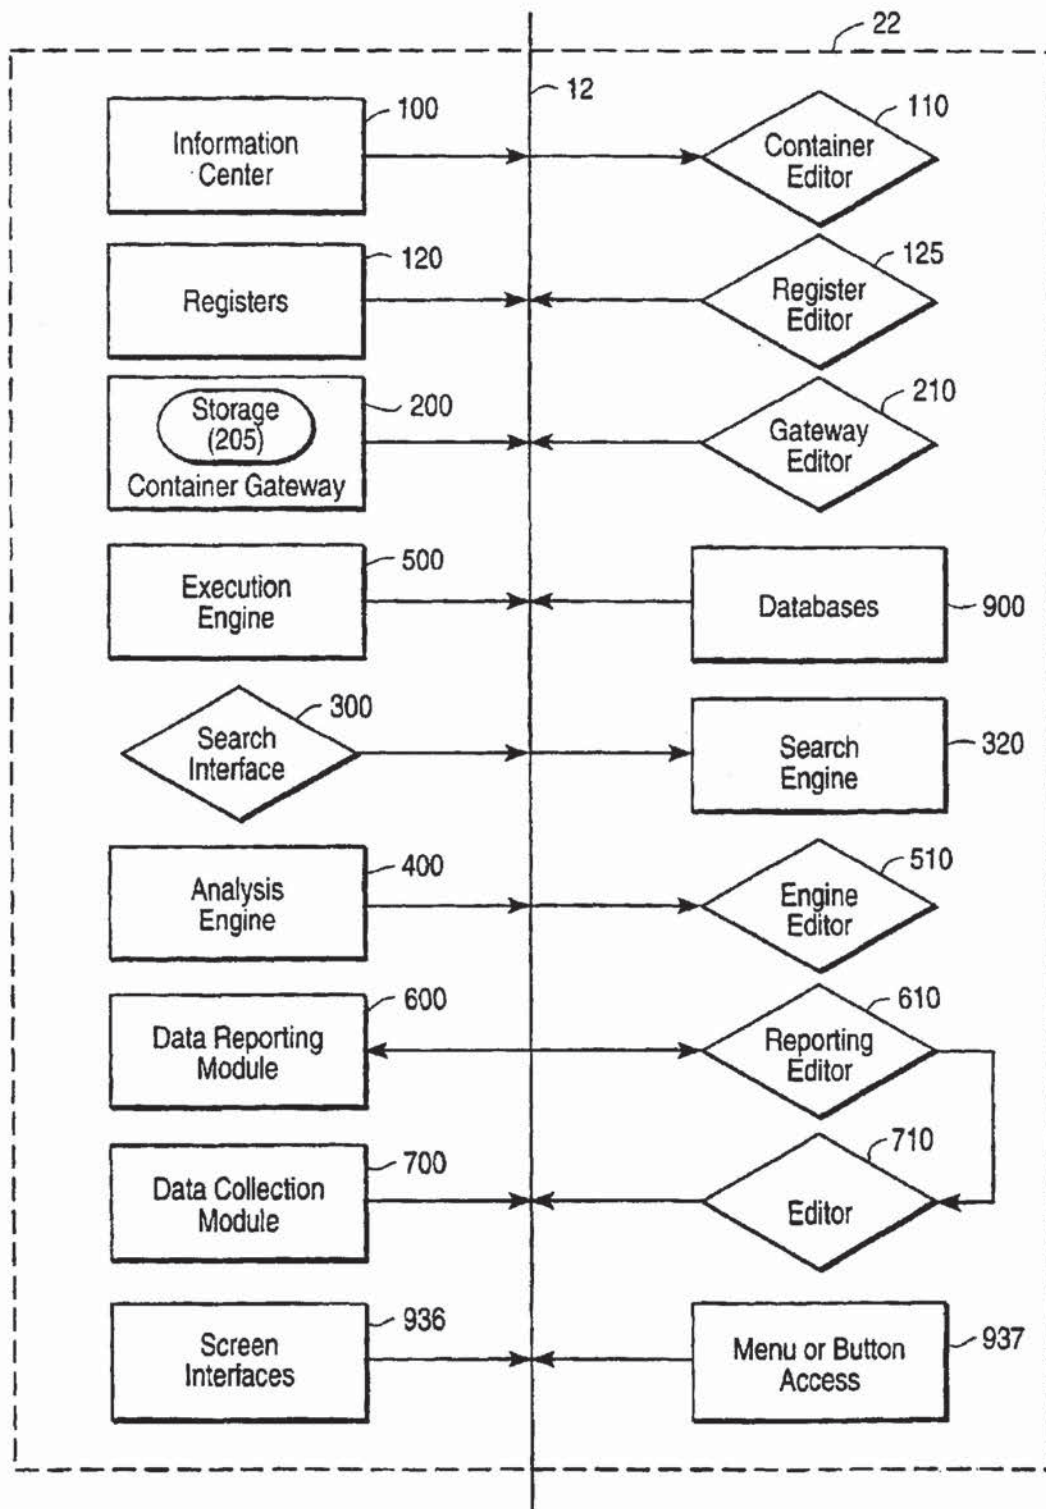 22
12
100
Information
Center
110
Container
Editor
120
Registers
125
Register
Editor
200
Storage
(205)
Container Gateway
210
Gateway
Editor
500
Execution
Engine
Databases
900
300
Search
Interface
320
Search
Engine
400
Analysis
Engine
510
Engine
Editor
600
Data Reporting
Module
610
Reporting
Editor
700
Data Collection
Module
710
Editor
936
Screen
Interfaces
937
Menu or Button
Access